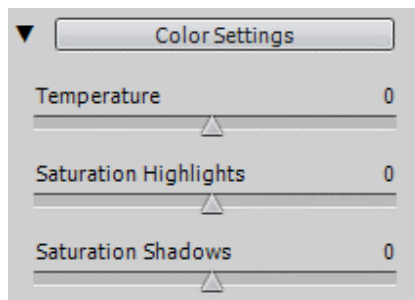 Color Settings
Temperature 0
Saturation Highlights 0
Saturation Shadows 0